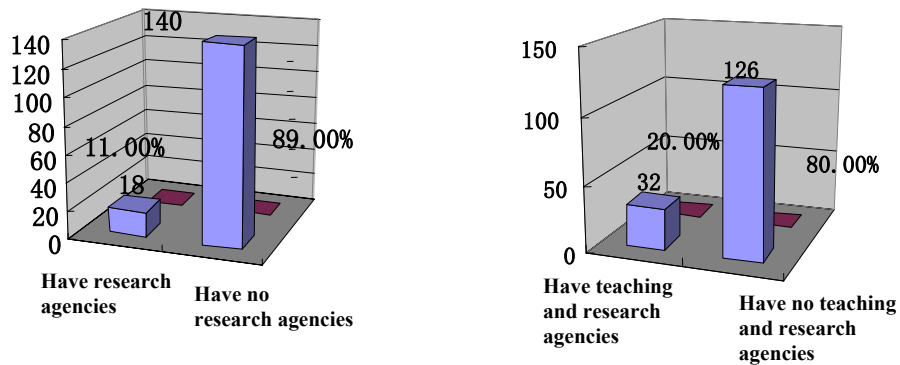 140
140
120
100
80
60
40
20
0
11.00%
18
89.00%
Have research
agencies
Have no
research agencies
150
100
50
0
126
20.00%
80.00%
32
Have teaching
and research
agencies
Have no teaching
and research
agencies